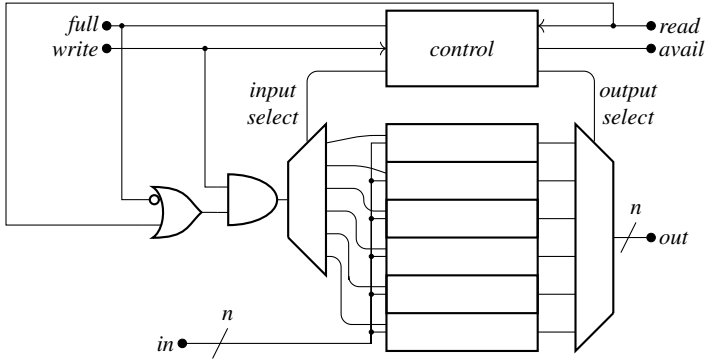 full
read
write
control
avail
input
select
output
select
n
out
n
in